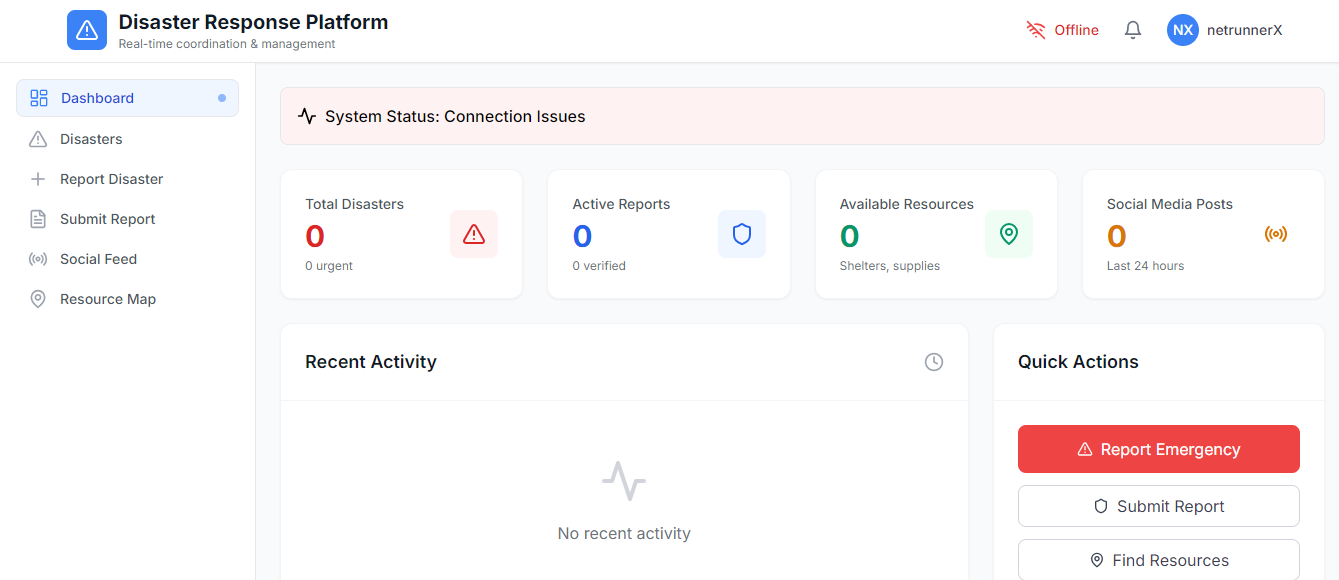 Disaster Response Platform
Real-time coordination & management
Offline
NX
netrunnerX
Dashboard
Disasters
Report Disaster
Submit Report
Social Feed
Resource Map
System Status: Connection Issues
Total Disasters
0
0 urgent
Active Reports
0
0 verified
Available Resources
0
Shelters, supplies
Social Media Posts
0
Last 24 hours
Recent Activity
No recent activity
Quick Actions
Report Emergency
Submit Report
Find Resources